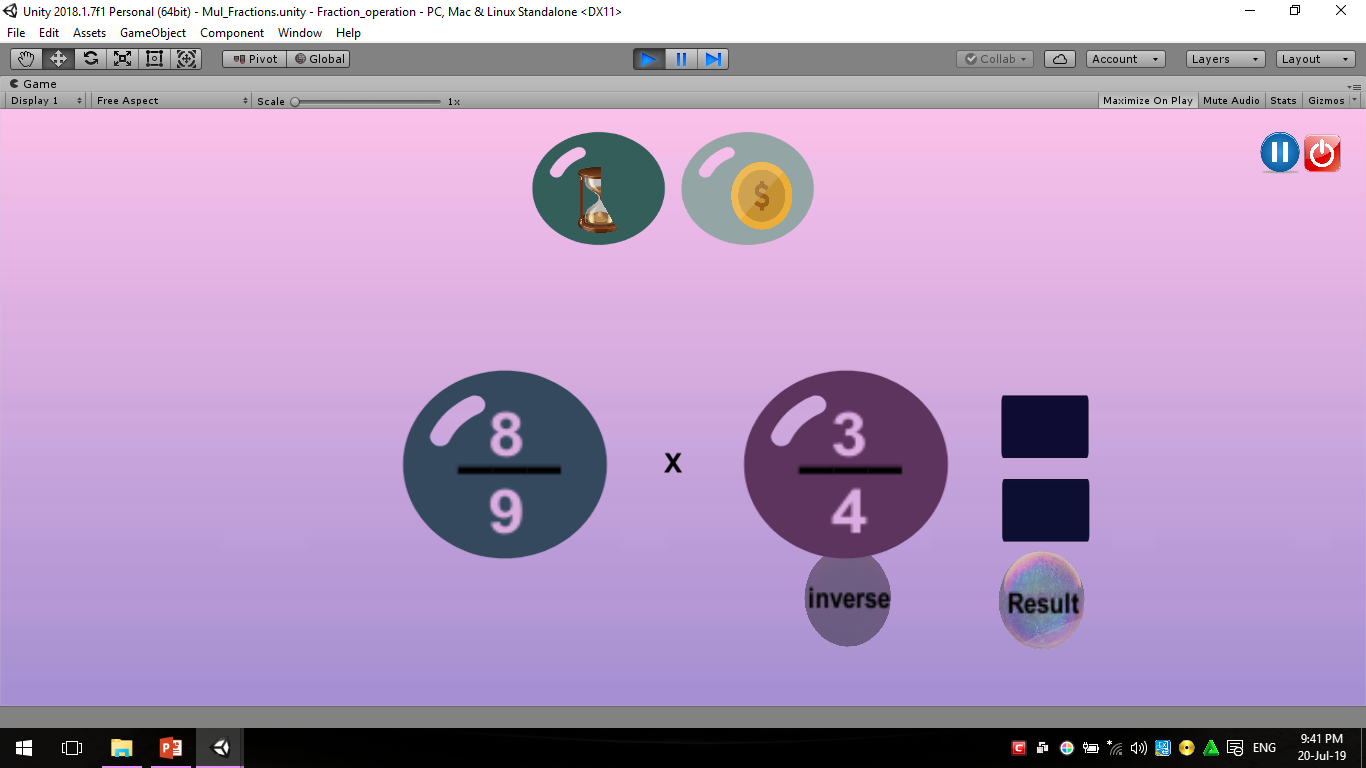 Unity 2018.1.7f1 Personal (64bit) - Mul_Fractions.unity - Fraction_operation - PC, Mac & Linux Standalone <DX11>
File Edit Assets GameObject Component Window Help
Pivot Global Collab Account Layers Layout
Game
Display 1 Free Aspect Scale 1x Maximize On Play Mute Audio Stats Gizmos
$
8 3
x
9 4
inverse Result
ENG 9:41 PM
20-Jul-19